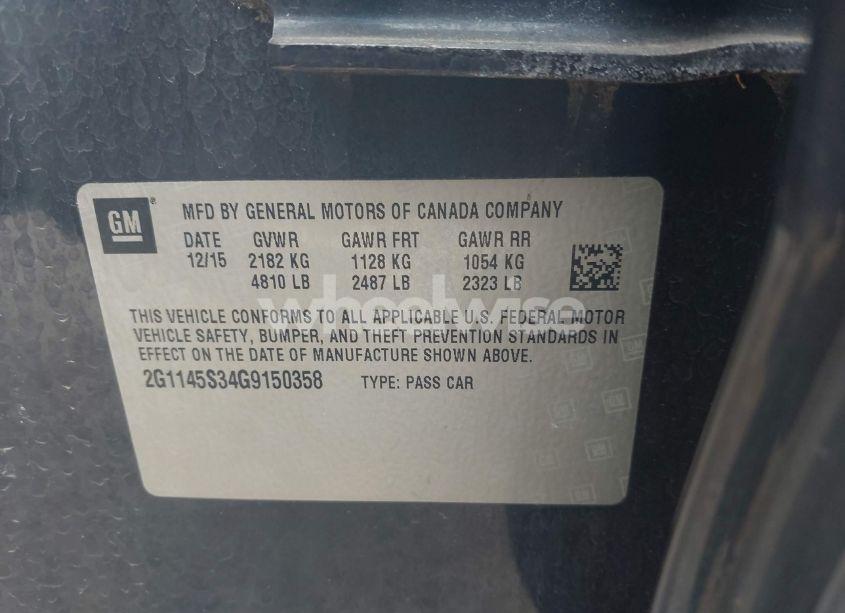 GM
MFD BY GENERAL MOTORS OF CANADA COMPANY
DATE GVWR GAWR FRT GAWR RR
12/15 2182 KG 1128 KG 1054 KG
4810 LB 2487 LB 2323 LB
wheelwise
THIS VEHICLE CONFORMS TO ALL APPLICABLE U.S. FEDERAL MOTOR
VEHICLE SAFETY, BUMPER, AND THEFT PREVENTION STANDARDS IN
EFFECT ON THE DATE OF MANUFACTURE SHOWN ABOVE.
2G1145S34G9150358 TYPE: PASS CAR